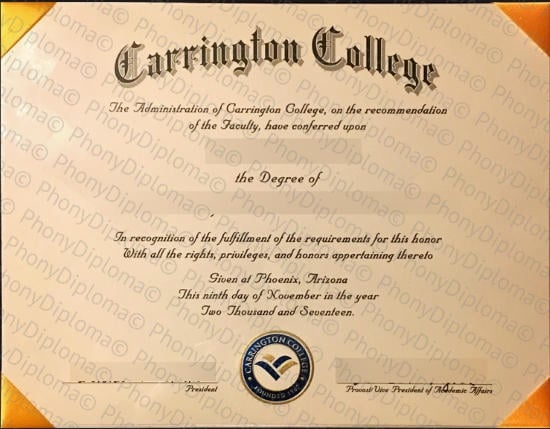 Carrington College
The Administration of Carrington College, on the recommendation
of the Faculty, have conferred upon
the Degree of
In recognition of the fulfillment of the requirements for this honor
With all the rights, privileges, and honors appertaining thereto
Given at Phoenix, Arizona
This ninth day of November in the year
Two Thousand and Seventeen.
CARRINGTON COLLEGE
President
Provost/Vice President of Academic Affairs
PhonyDiploma©